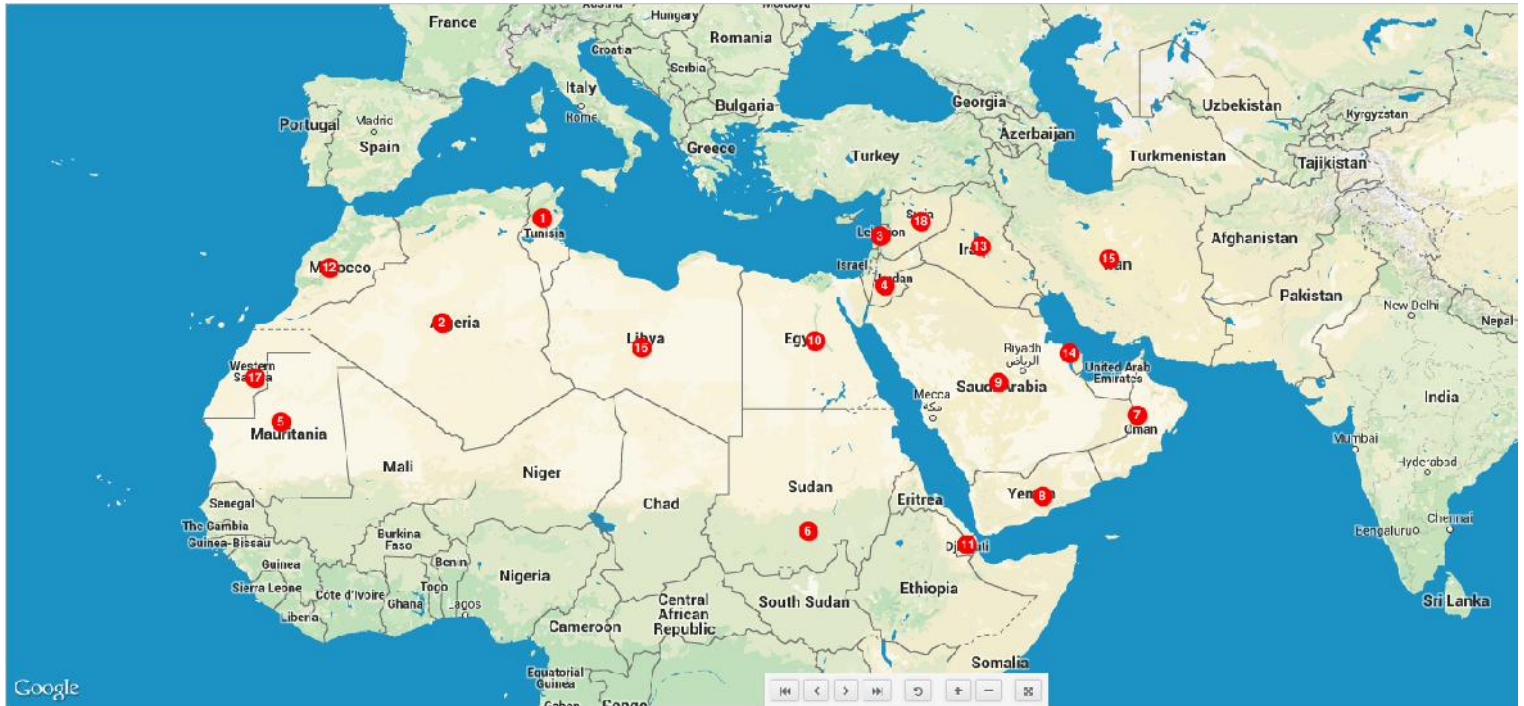 Austria
Hungary
Moldova
France
Romania
Croatia
Serbia
Italy
Rome
Bulgaria
Georgia
Uzbekistan
Kyrgyzstan
Portugal
Madrid
Spain
Greece
Turkey
Azerbaijan
Turkmenistan
Tajikistan
1
Tunisia
18
3
13
Afghanistan
15
Israel
12
4
Pakistan
New Delhi
Nepal
2
16
10
Riyadh
الرياض
14
United Arab
Emirates
Western
17
9
Saudi Arabia
Mecca
مكة
India
5
Mauritania
7
Oman
Mumbai
Mali
Niger
Hyderabad
Sudan
8
Eritrea
Senegal
Chad
The Gambia
Guinea-Bissau
Burkina
Faso
6
11
Bengaluru
Chennai
Guinea
Benin
Nigeria
Sierra Leone
Côte d'Ivoire
Ghana
Togo
Lagos
Ethiopia
Liberia
Central
African
Republic
South Sudan
Sri Lanka
Cameroon
Somalia
Equatorial
Guinea
Google